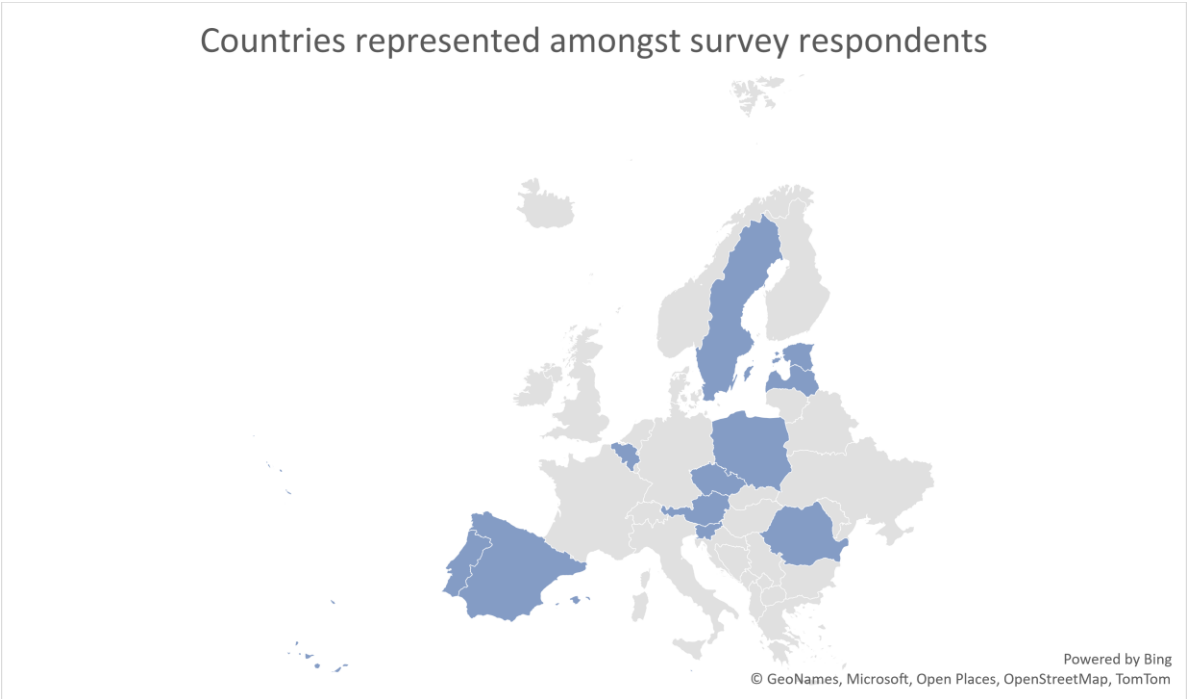 Countries represented amongst survey respondents
Powered by Bing
© GeoNames, Microsoft, Open Places, OpenStreetMap, TomTom